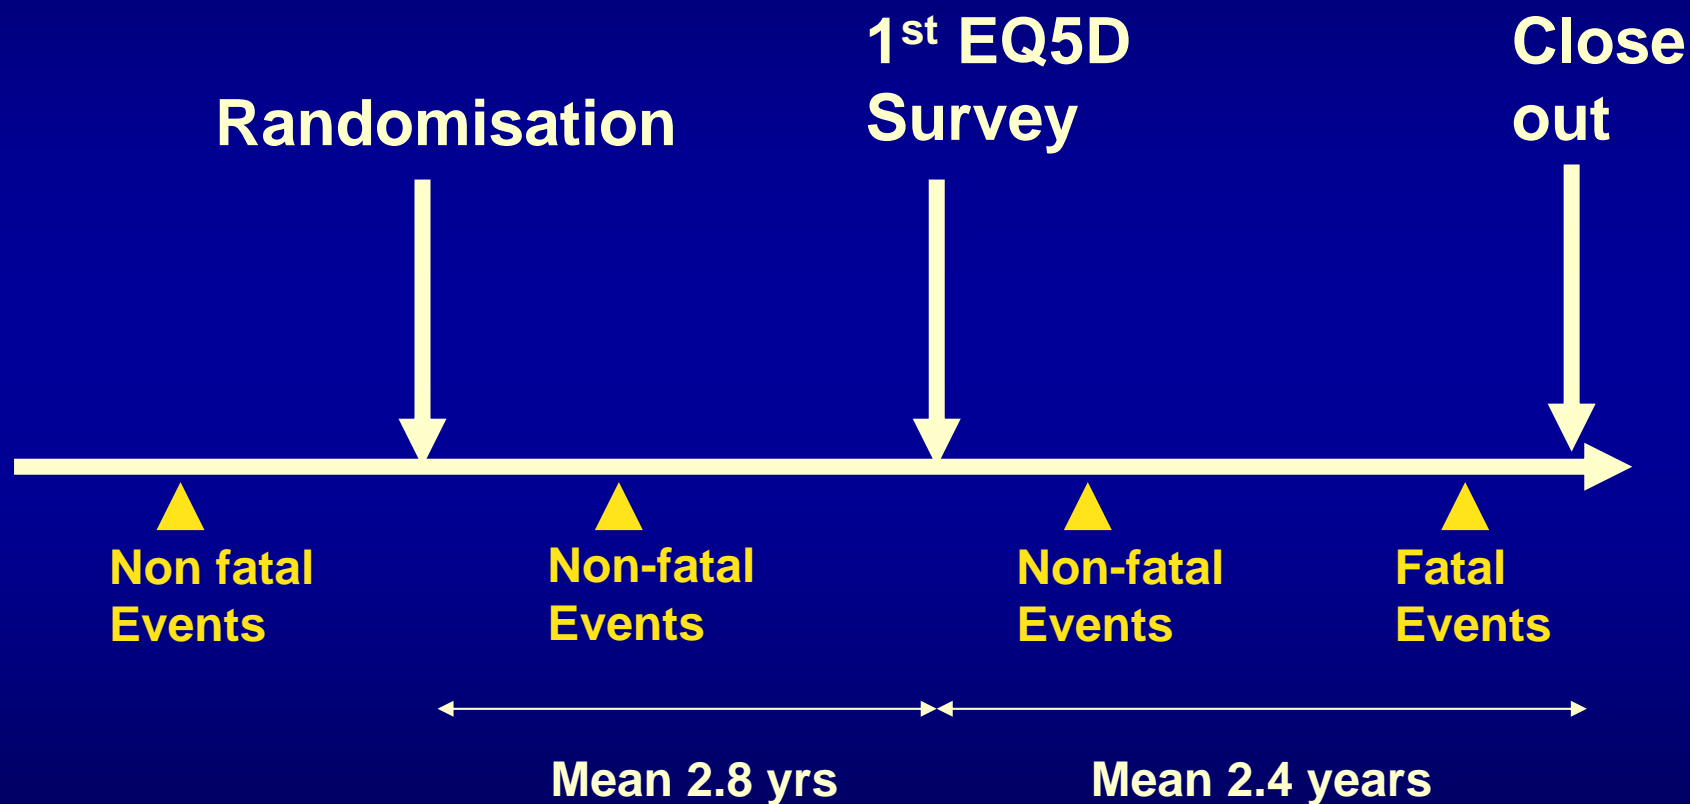 Randomisation
1st EQ5D
Survey
Close
out
Non fatal
Events
Non-fatal
Events
Non-fatal
Events
Fatal
Events
Mean 2.8 yrs
Mean 2.4 years